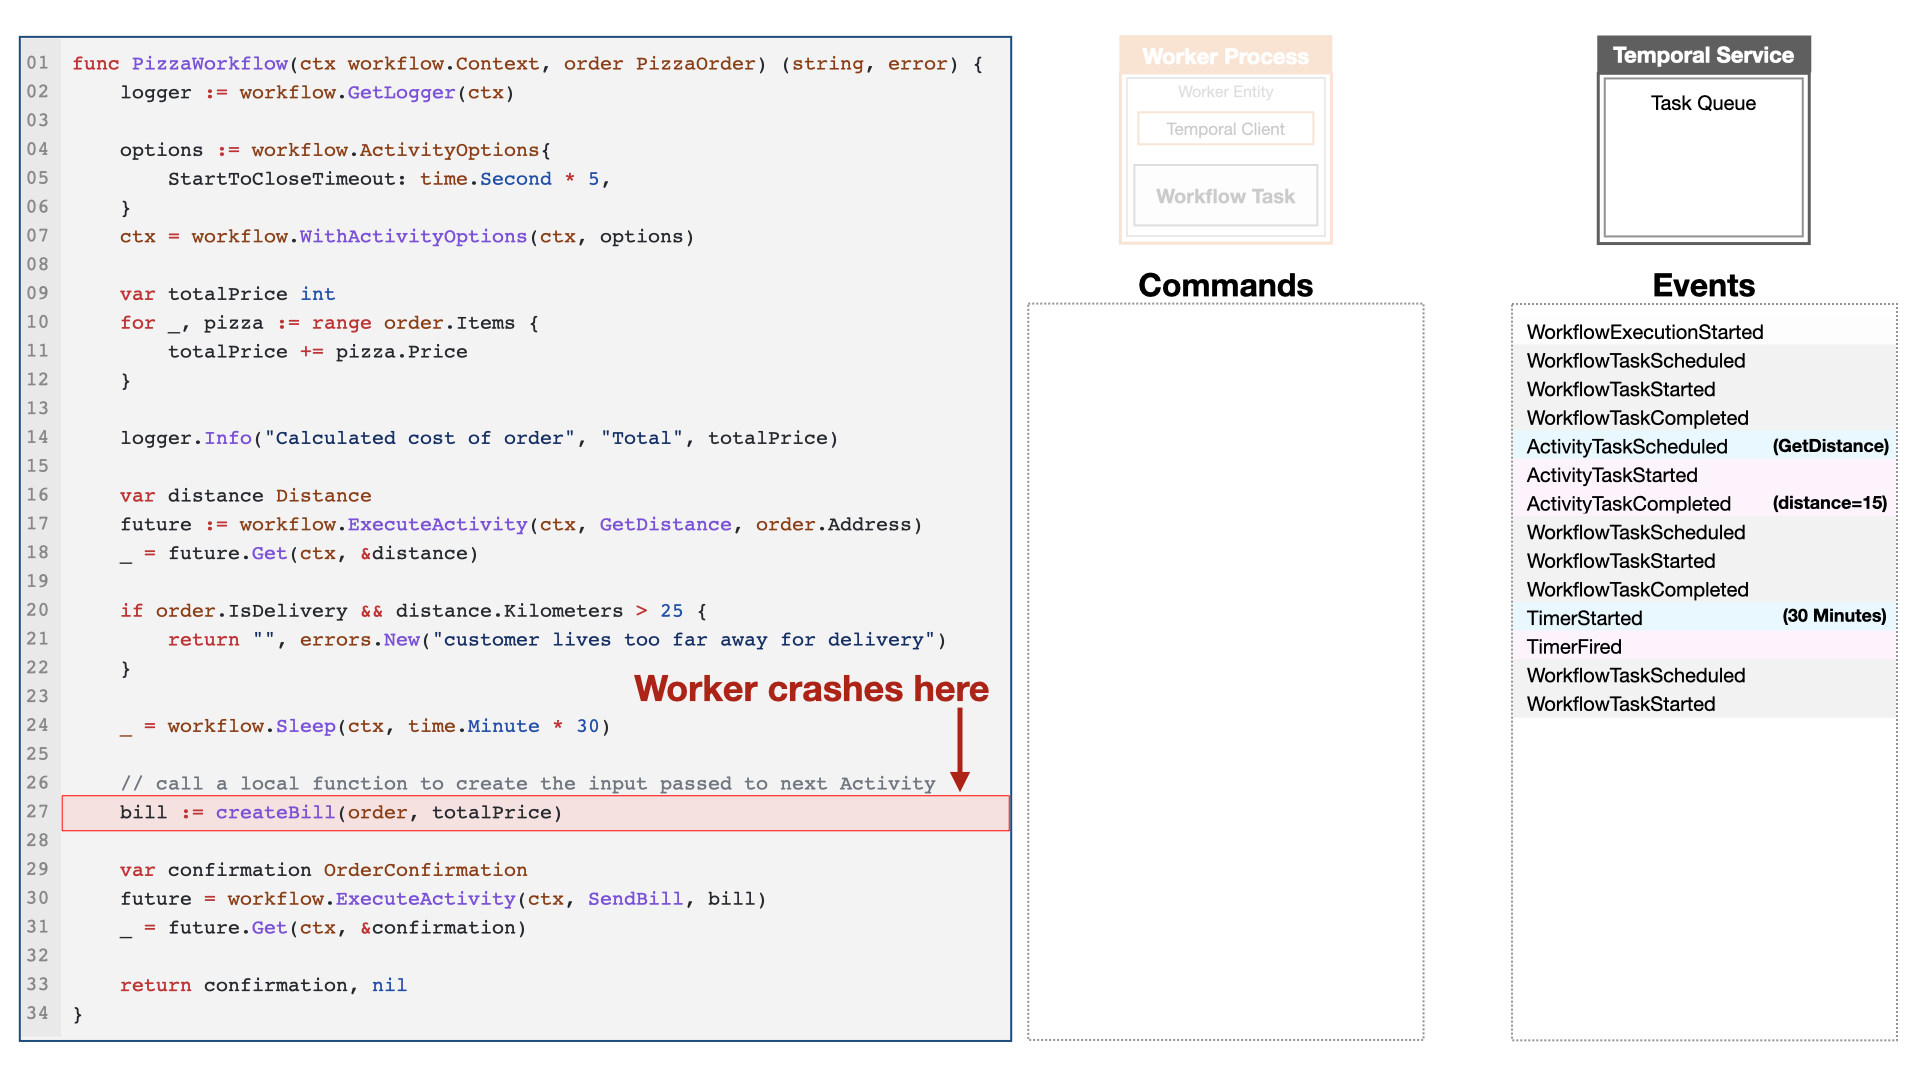 01 func PizzaWorkflow(ctx workflow.Context, order PizzaOrder) (string, error) {
02     logger := workflow.GetLogger(ctx)
03
04     options := workflow.ActivityOptions{
05         StartToCloseTimeout: time.Second * 5,
06     }
07     ctx = workflow.WithActivityOptions(ctx, options)
08
09     var totalPrice int
10     for _, pizza := range order.Items {
11         totalPrice += pizza.Price
12     }
13
14     logger.Info("Calculated cost of order", "Total", totalPrice)
15
16     var distance Distance
17     future := workflow.ExecuteActivity(ctx, GetDistance, order.Address)
18     _ = future.Get(ctx, &distance)
19
20     if order.IsDelivery && distance.Kilometers > 25 {
21         return "", errors.New("customer lives too far away for delivery")
22     }
23
Worker crashes here
24     _ = workflow.Sleep(ctx, time.Minute * 30)
25
26     // call a local function to create the input passed to next Activity
27     bill := createBill(order, totalPrice)
28
29     var confirmation OrderConfirmation
30     future = workflow.ExecuteActivity(ctx, SendBill, bill)
31     _ = future.Get(ctx, &confirmation)
32
33     return confirmation, nil
34 }
Worker Process
Worker Entity
Temporal Client
Workflow Task
Commands
Temporal Service
Task Queue
Events
WorkflowExecutionStarted
WorkflowTaskScheduled
WorkflowTaskStarted
WorkflowTaskCompleted
ActivityTaskScheduled (GetDistance)
ActivityTaskStarted
ActivityTaskCompleted (distance=15)
WorkflowTaskScheduled
WorkflowTaskStarted
WorkflowTaskCompleted
TimerStarted (30 Minutes)
TimerFired
WorkflowTaskScheduled
WorkflowTaskStarted